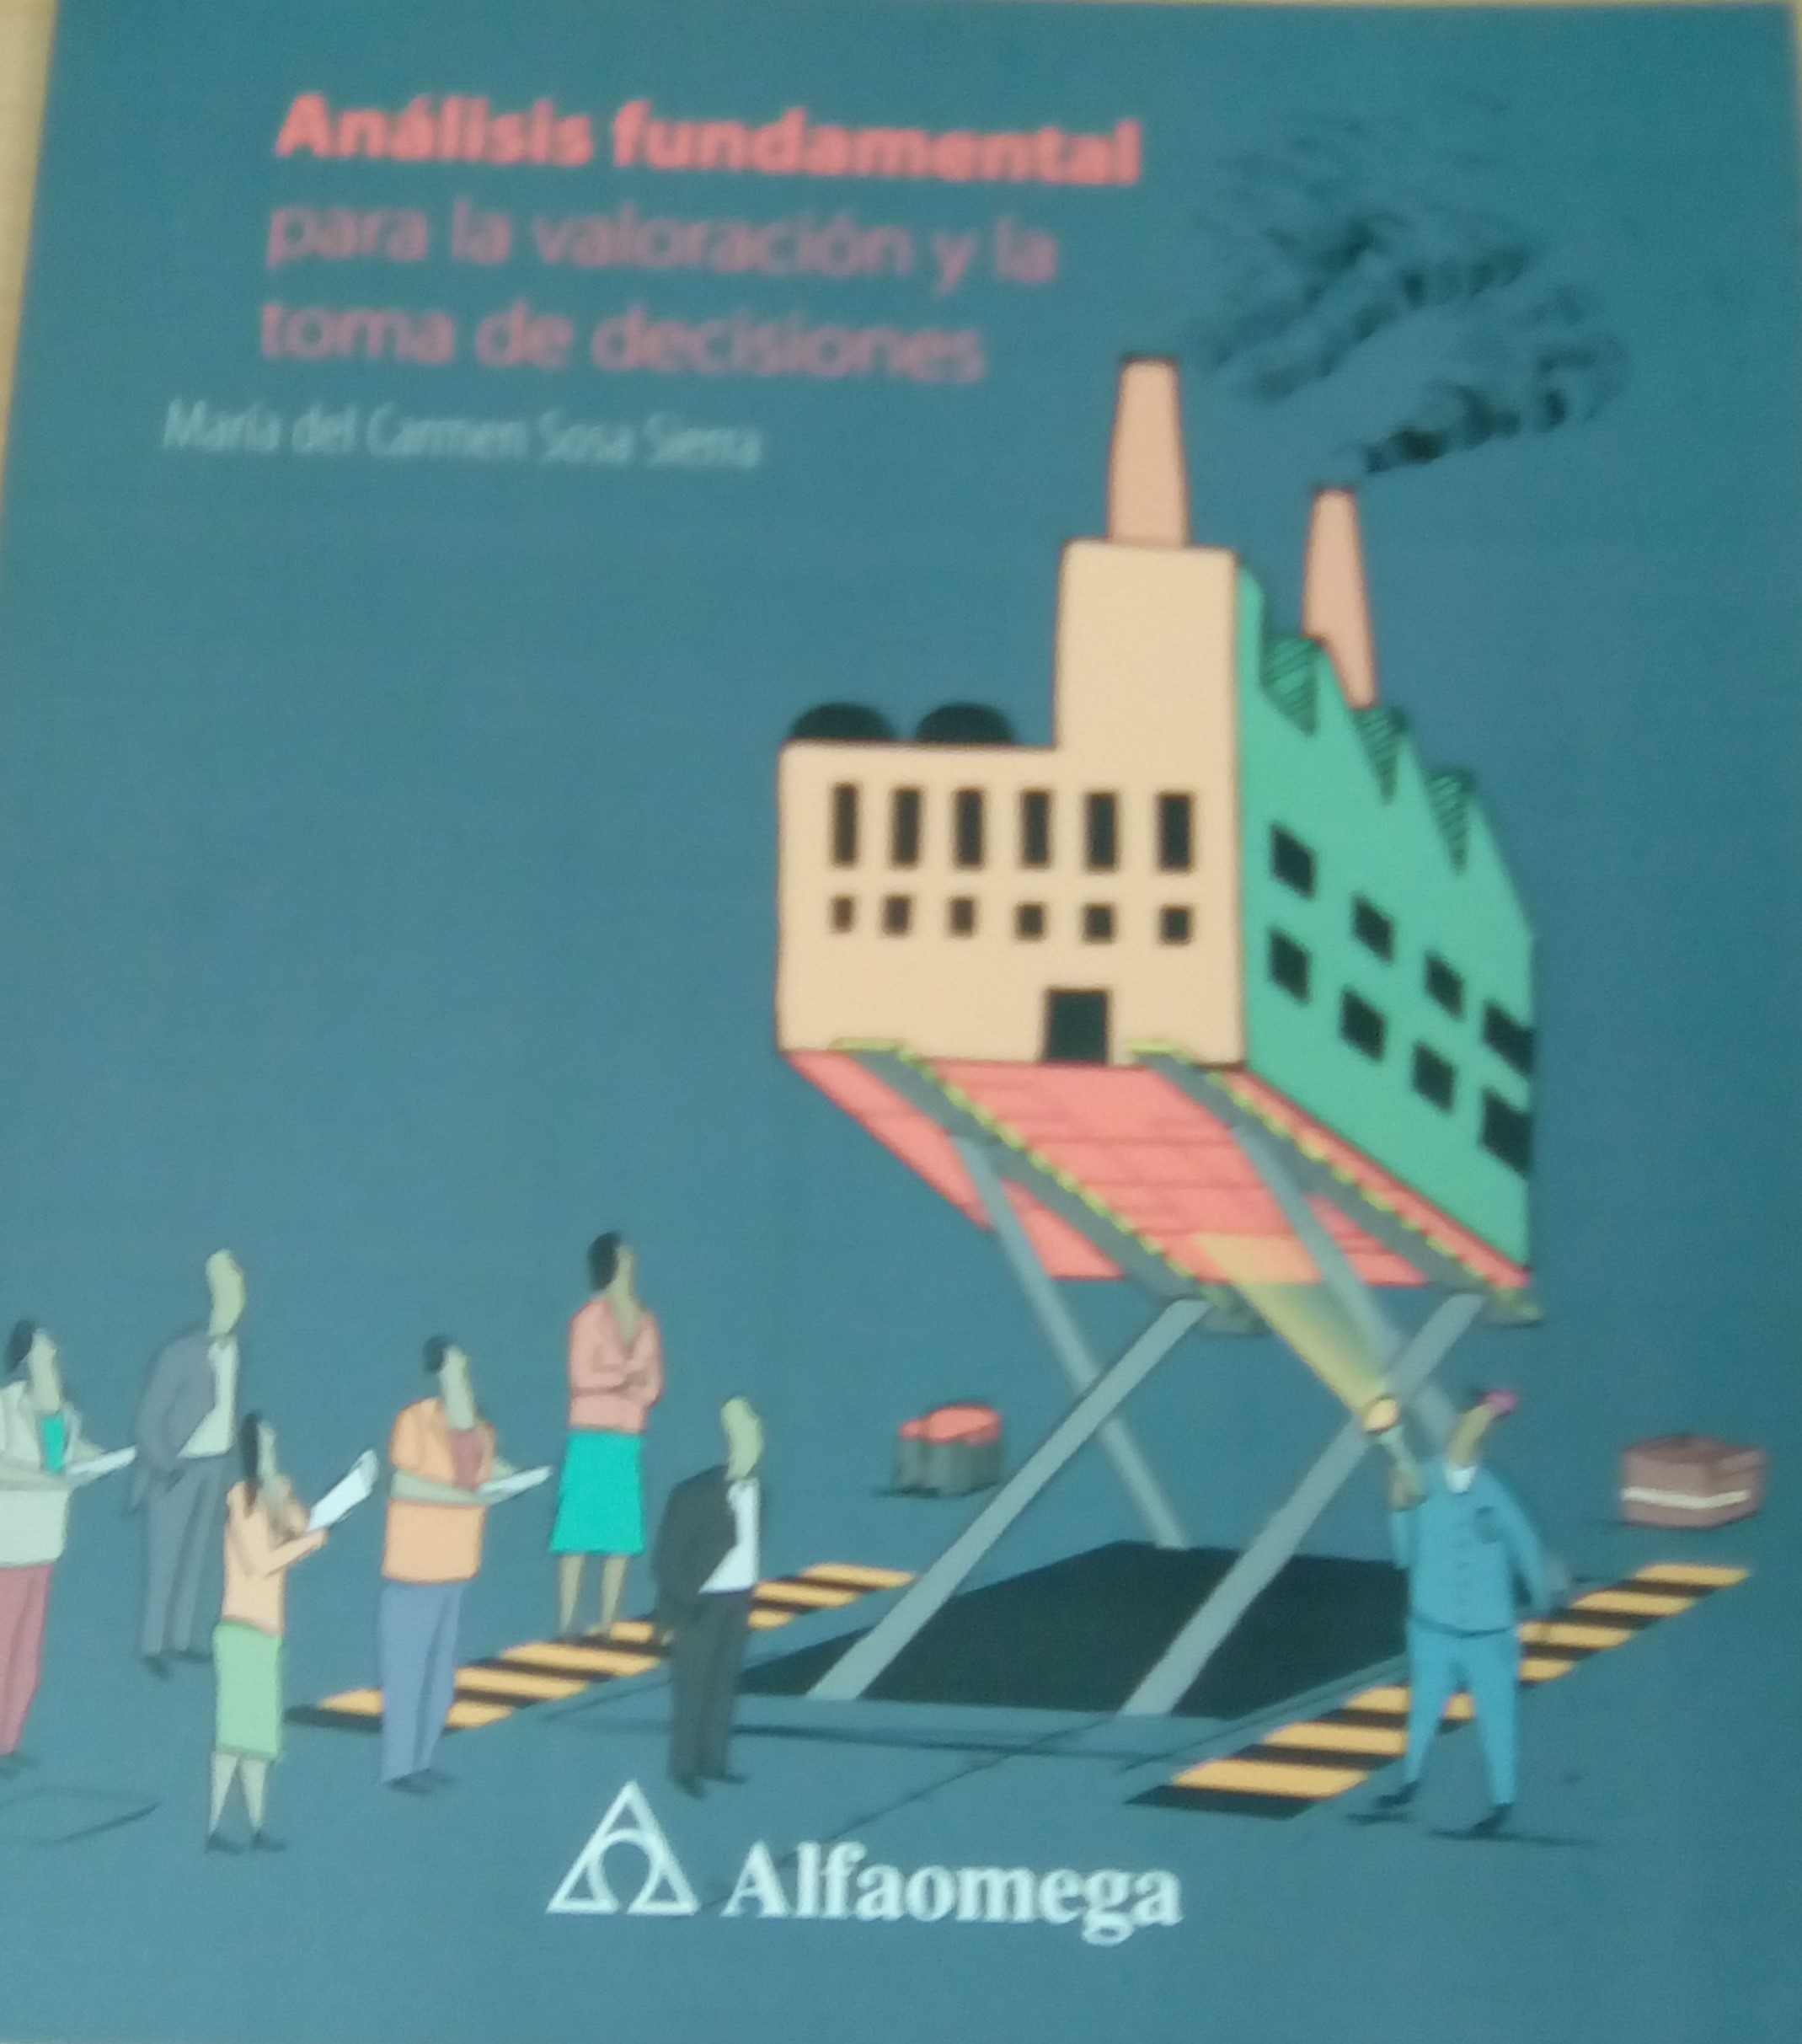 Análisis fundamental
para la valoración y la
toma de decisiones
María del Carmen Sosa Sierra
Alfaomega